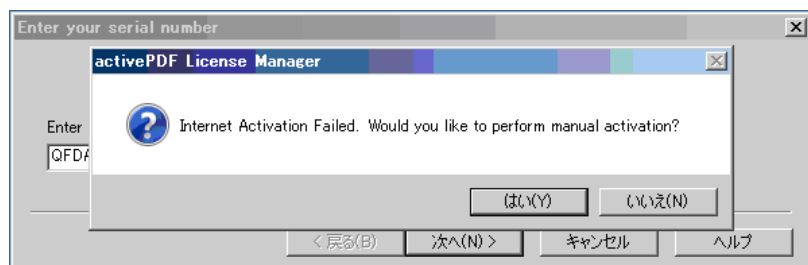 Enter your serial number
activePDF License Manager
Internet Activation Failed. Would you like to perform manual activation?
Enter
QFDA
はい(Y)
いいえ(N)
< 戻る(B)
次へ(N) >
キャンセル
ヘルプ